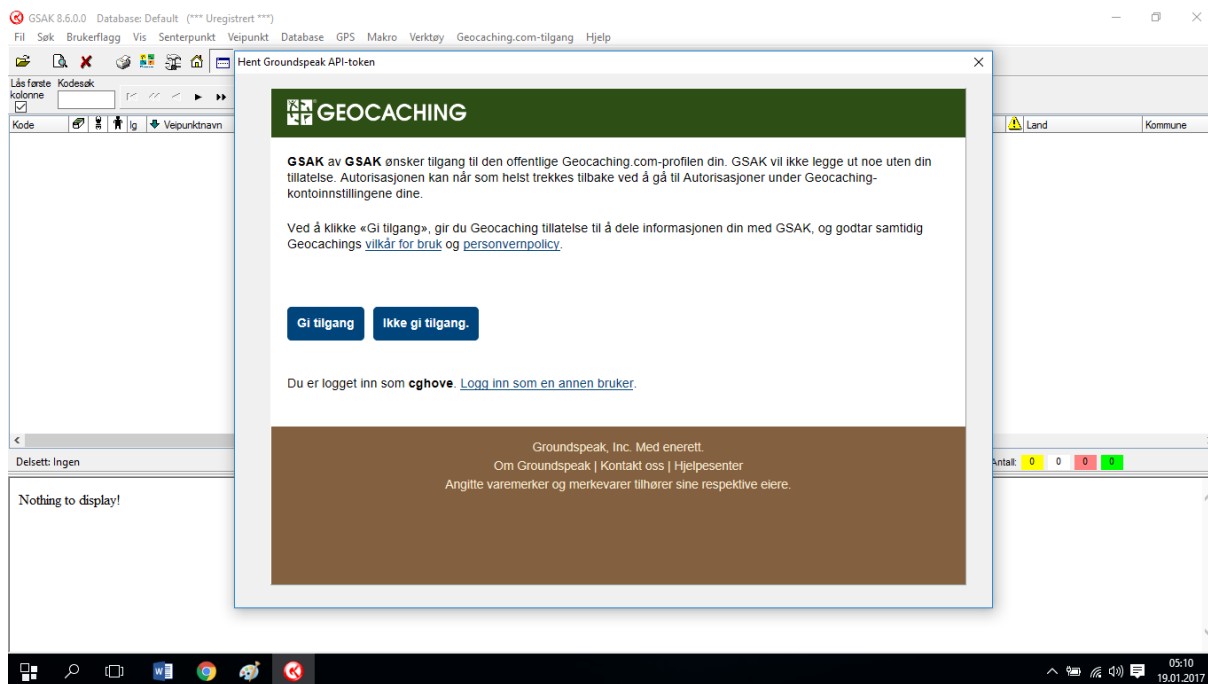 GSAK 8.6.0.0 Database: Default (*** Uregistrert ***)
Fil Søk Brukerflagg Vis Senterpunkt Veipunkt Database GPS Makro Verktøy Geocaching.com-tilgang Hjelp
Hent Groundspeak API-token
Lås første kolonne
Kodesøk
Kode Ig Veipunktnavn Land Kommune
GEOCACHING
GSAK av GSAK ønsker tilgang til den offentlige Geocaching.com-profilen din. GSAK vil ikke legge ut noe uten din
tillatelse. Autorisasjonen kan når som helst trekkes tilbake ved å gå til Autorisasjoner under Geocaching-
kontoinnstillingene dine.
Ved å klikke «Gi tilgang», gir du Geocaching tillatelse til å dele informasjonen din med GSAK, og godtar samtidig
Geocachings vilkår for bruk og personvernpolicy.
Gi tilgang Ikke gi tilgang.
Du er logget inn som cghove. Logg inn som en annen bruker.
Groundspeak, Inc. Med enerett.
Om Groundspeak | Kontakt oss | Hjelpesenter
Angitte varemerker og merkevarer tilhører sine respektive eiere.
Delsett: Ingen
Antall: 0 0 0 0
Nothing to display!
05:10
19.01.2017